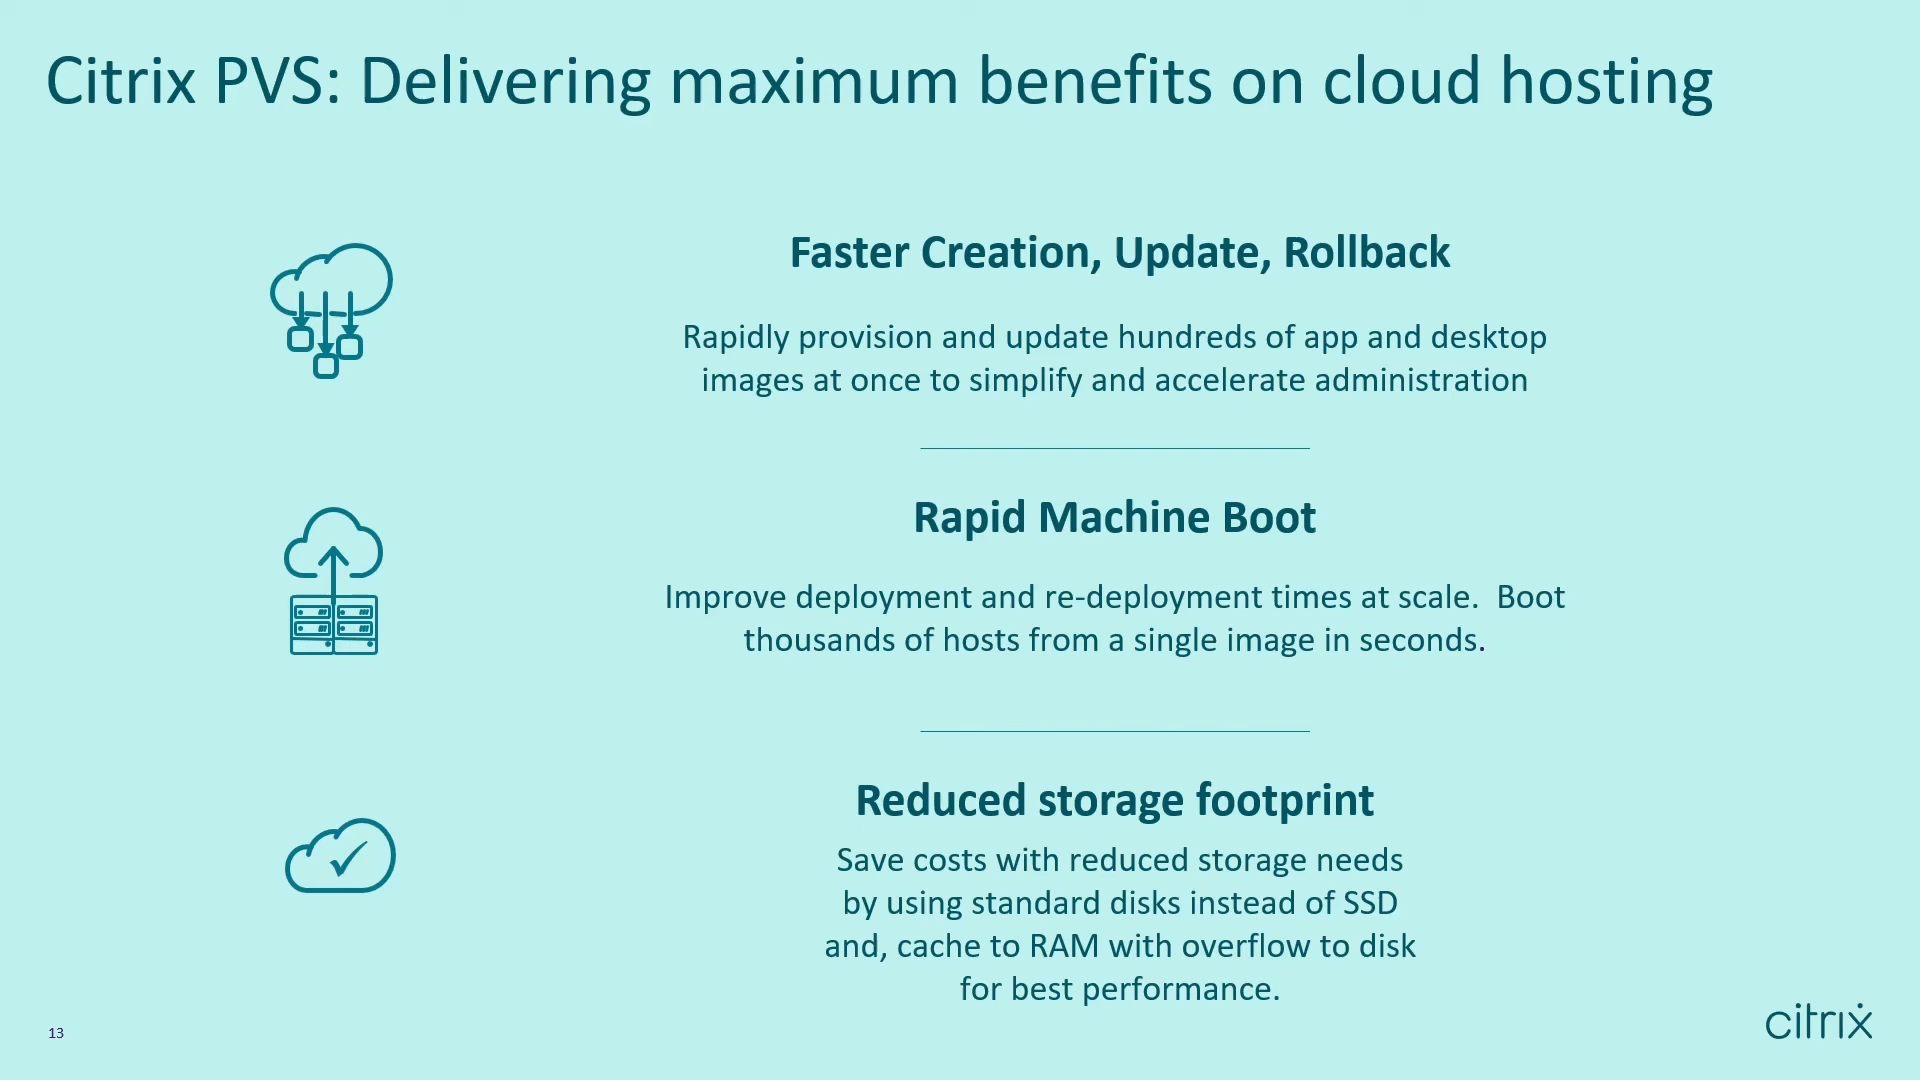 Citrix PVS: Delivering maximum benefits on cloud hosting
Faster Creation, Update, Rollback
Rapidly provision and update hundreds of app and desktop
images at once to simplify and accelerate administration
Rapid Machine Boot
Improve deployment and re-deployment times at scale.  Boot
thousands of hosts from a single image in seconds.
Reduced storage footprint
Save costs with reduced storage needs
by using standard disks instead of SSD
and, cache to RAM with overflow to disk
for best performance.
13
citrix